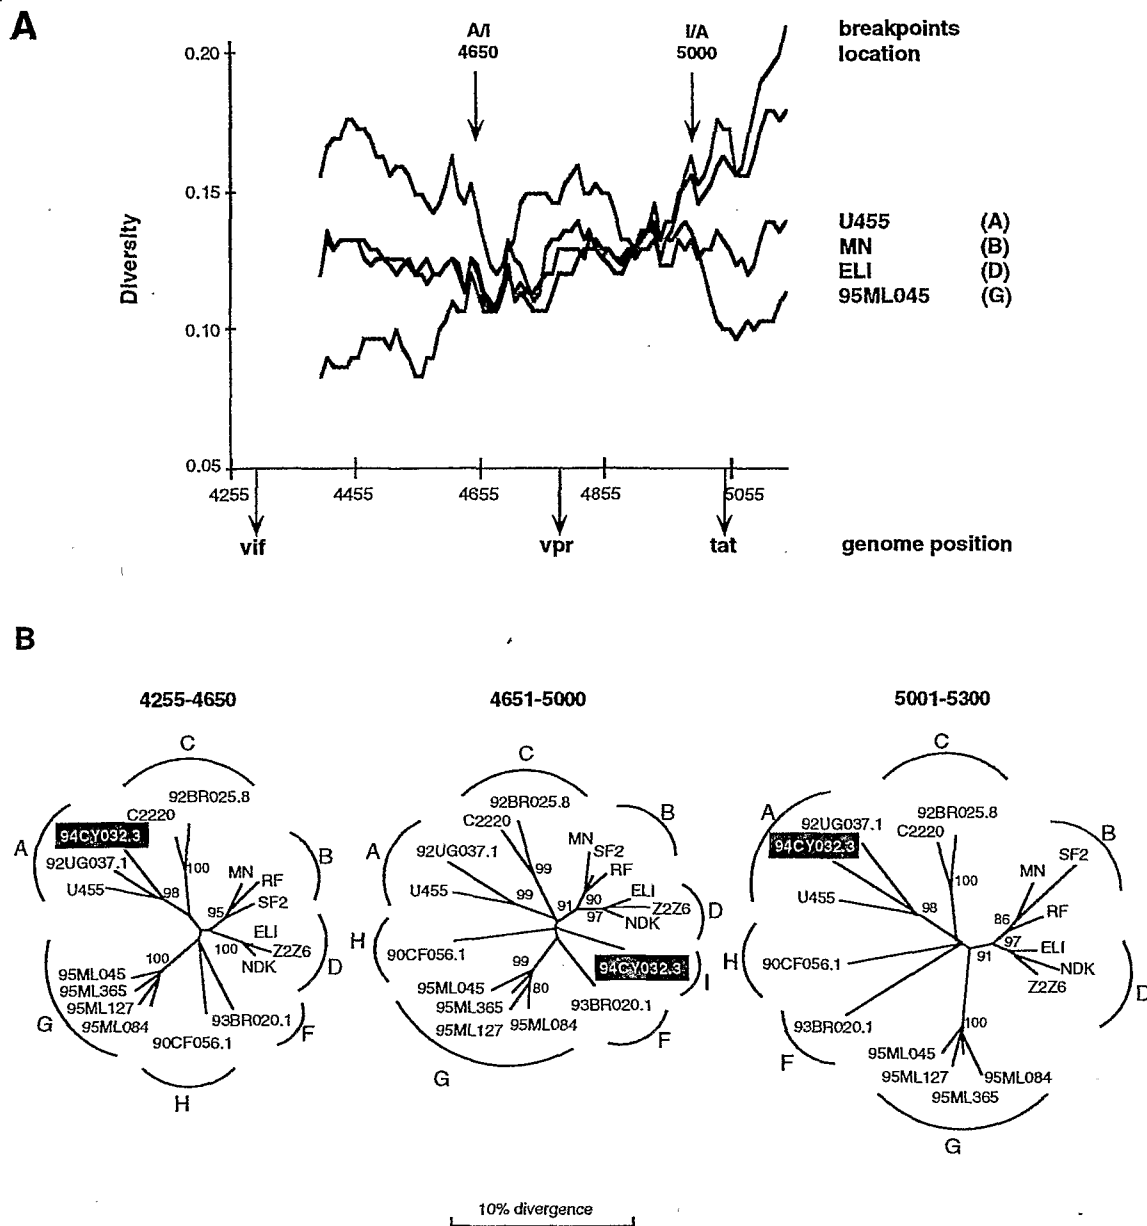 A
A/I
4650
I/A
5000
breakpoints
location
0.20
0.15
0.10
0.05
Diversity
U455 (A)
MN (B)
ELI (D)
95ML045 (G)
4255 4455 4655 4855 5055
vif vpr tat genome position
B
4255-4650
C
92BR025.8
C2220
94CY032.3
A
92UG037.1
U455
100
98
B
MN
RF
SF2
95
ELI
Z2Z6
NDK
100
D
100
95ML045
95ML365
95ML127
95ML084
G
93BR020.1
F
90CF056.1
H
4651-5000
C
92BR025.8
C2220
99
A
92UG037.1
U455
99
B
MN
SF2
RF
91
90
97
ELI
Z2Z6
NDK
D
H
90CF056.1
94CY032.3
I
99
80
95ML045
95ML365
95ML127
95ML084
93BR020.1
F
G
5001-5300
C
92BR025.8
C2220
100
A
92UG037.1
94CY032.3
U455
98
B
MN
SF2
RF
86
97
91
ELI
NDK
Z2Z6
D
H
90CF056.1
93BR020.1
F
100
95ML045
95ML127
95ML365
95ML084
G
10% divergence